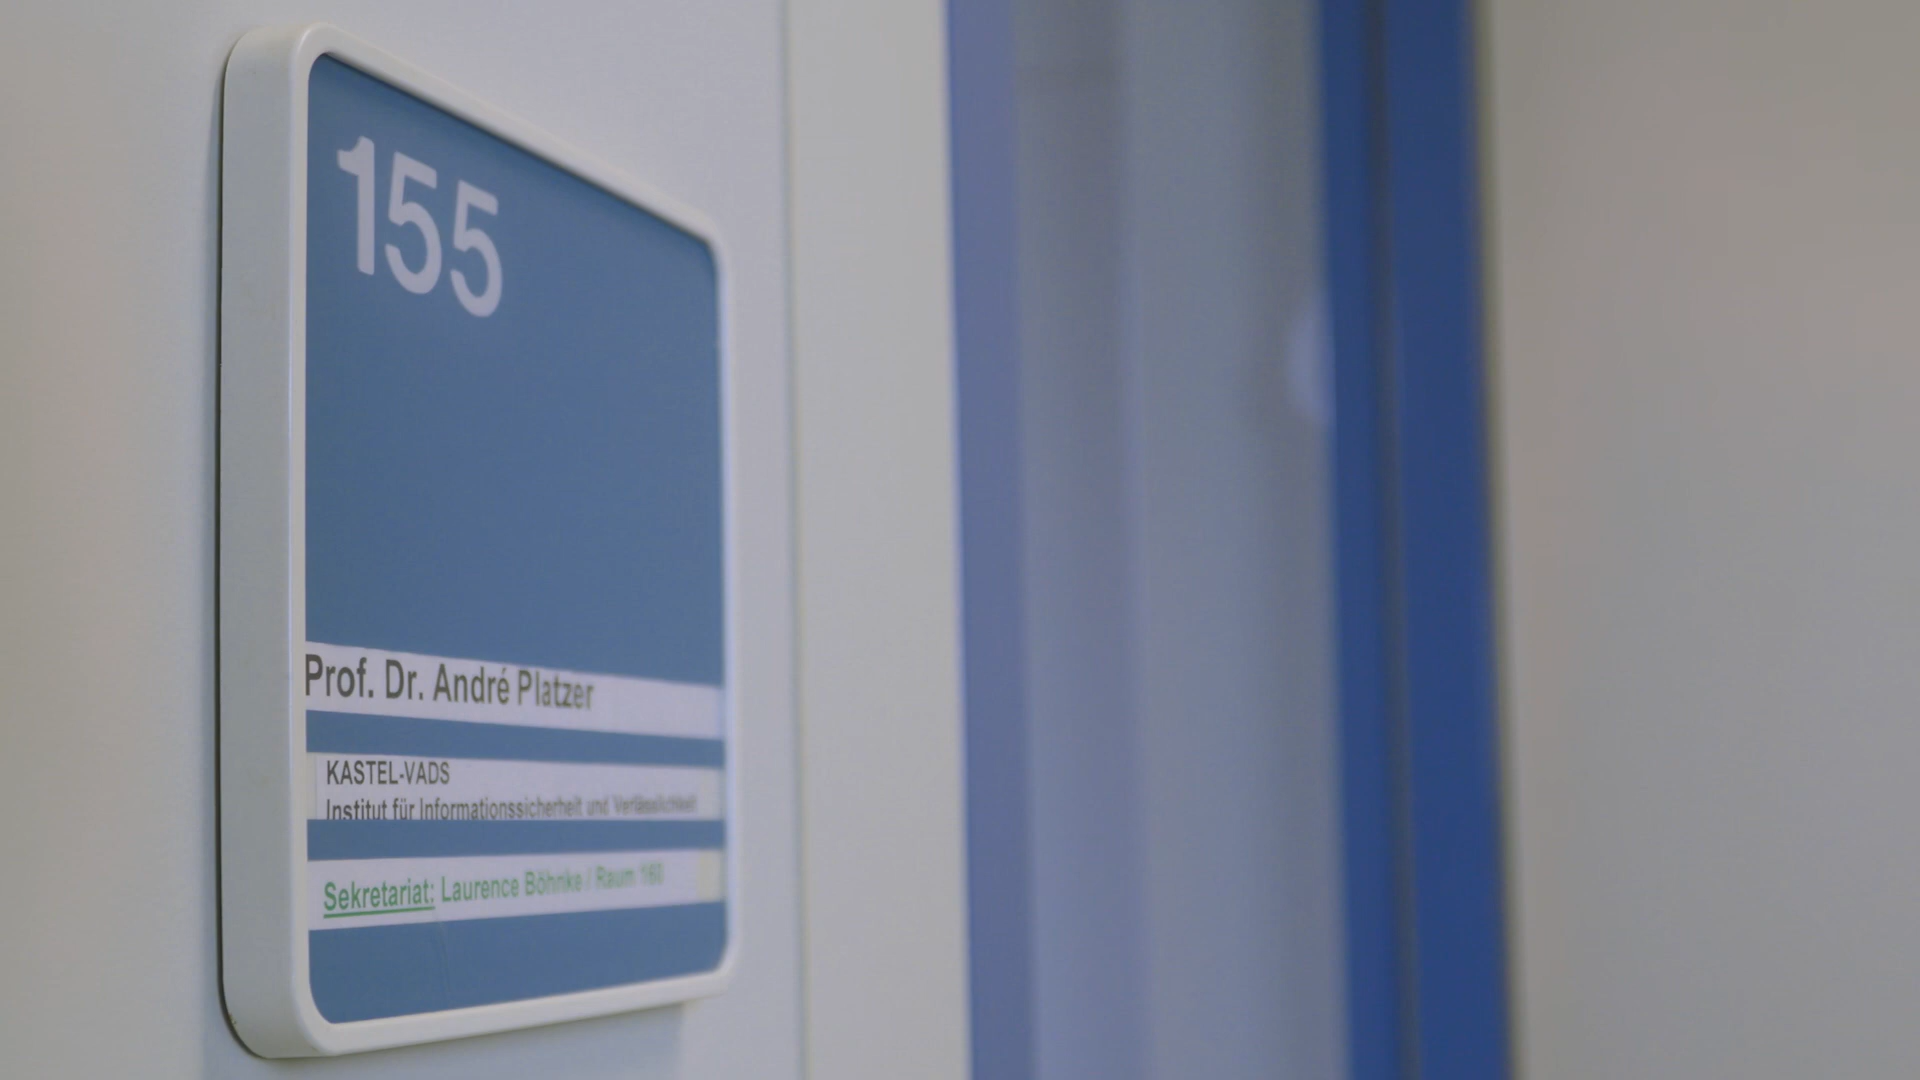 155
Prof. Dr. André Platzer
KASTEL-VADS
Institut für Informationssicherheit und Verlässlichkeit
Sekretariat: Laurence Böhnke / Raum 160